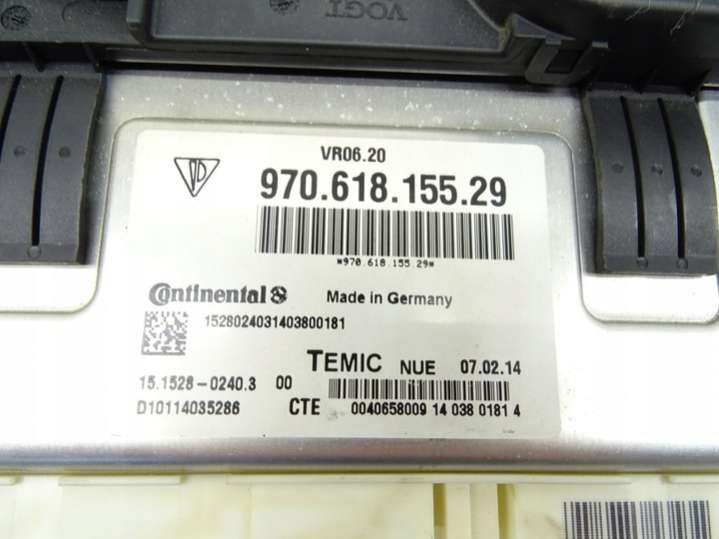 VOGT
VR06.20
970.618.155.29
*970.618.155.29*
Continental
Made in Germany
1528024031403800181
TEMIC NUE 07.02.14
15.1528-0240.3 00
D10114035286 CTE 0040658009 14 038 0181 4